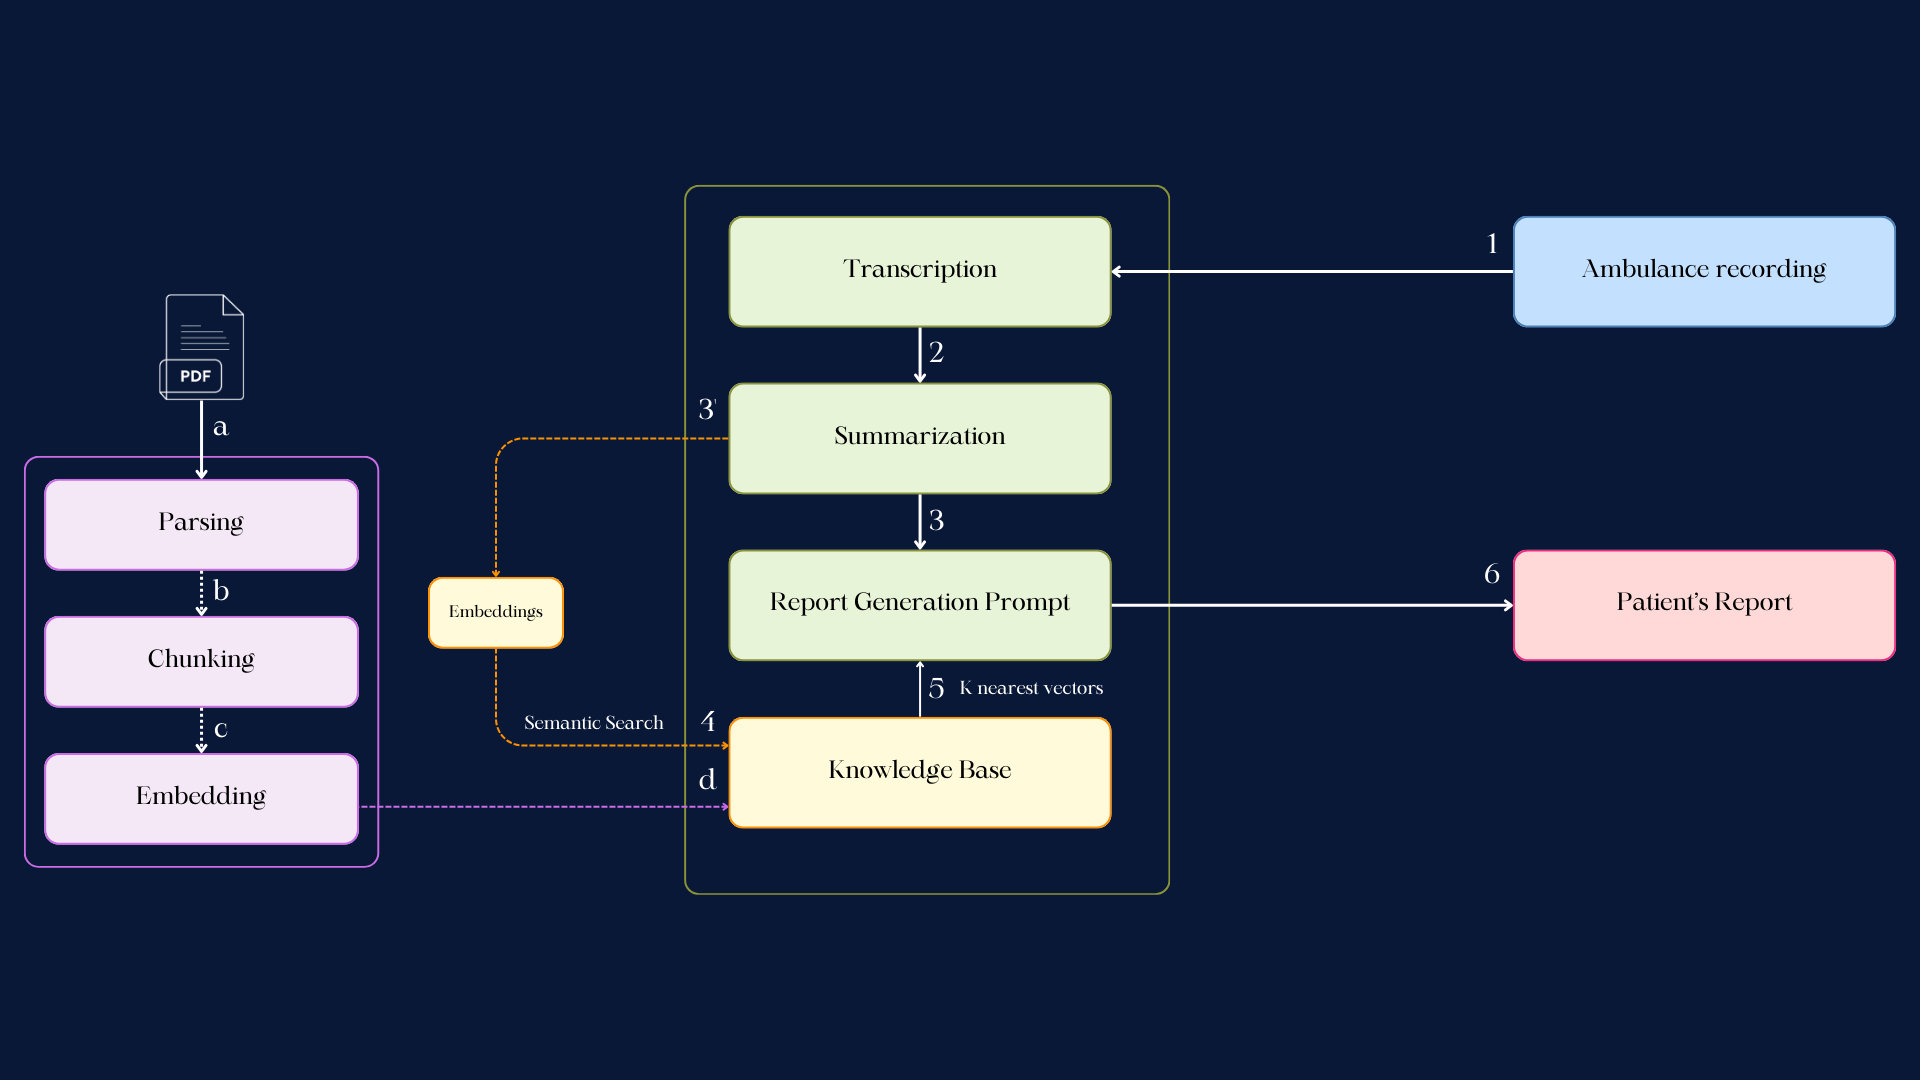 PDF
a
Parsing
b
Chunking
c
Embedding
d
Ambulance recording
1
Transcription
2
Summarization
3'
3
Embeddings
Semantic Search
4
Knowledge Base
5 K nearest vectors
Report Generation Prompt
6
Patient's Report